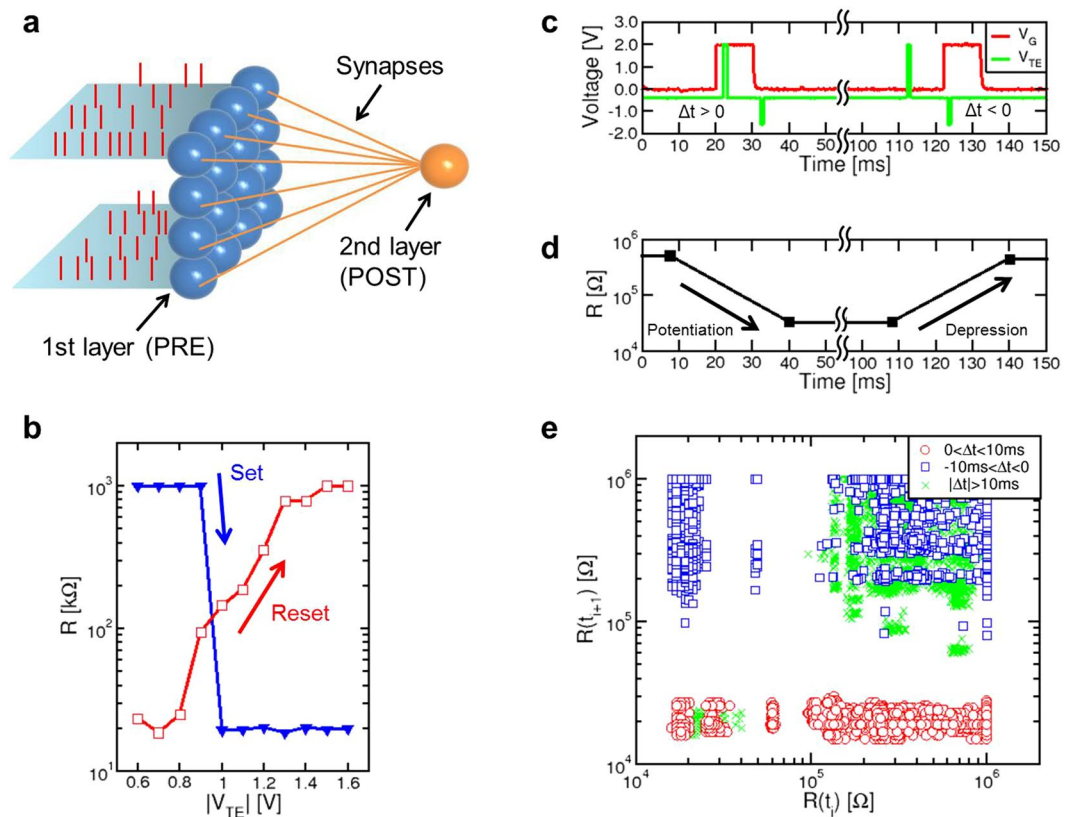 a
Synapses
2nd layer
(POST)
1st layer (PRE)
b
10³
10²
10¹
R [kΩ]
Set
Reset
0.6 0.8 1 1.2 1.4 1.6
|V_TE| [V]
c
3.0
2.0
1.0
0.0
-1.0
-2.0
Voltage [V]
V_G
V_TE
Δt > 0
Δt < 0
0 10 20 30 40 50 60 100 110 120 130 140 150
Time [ms]
d
10⁶
10⁵
10⁴
R [Ω]
Potentiation
Depression
0 10 20 30 40 50 60 100 110 120 130 140 150
Time [ms]
e
0<Δt<10ms
-10ms<Δt<0
|Δt|>10ms
10⁶
10⁵
10⁴
R(t_i+1) [Ω]
10⁴ 10⁵ 10⁶
R(t_i) [Ω]